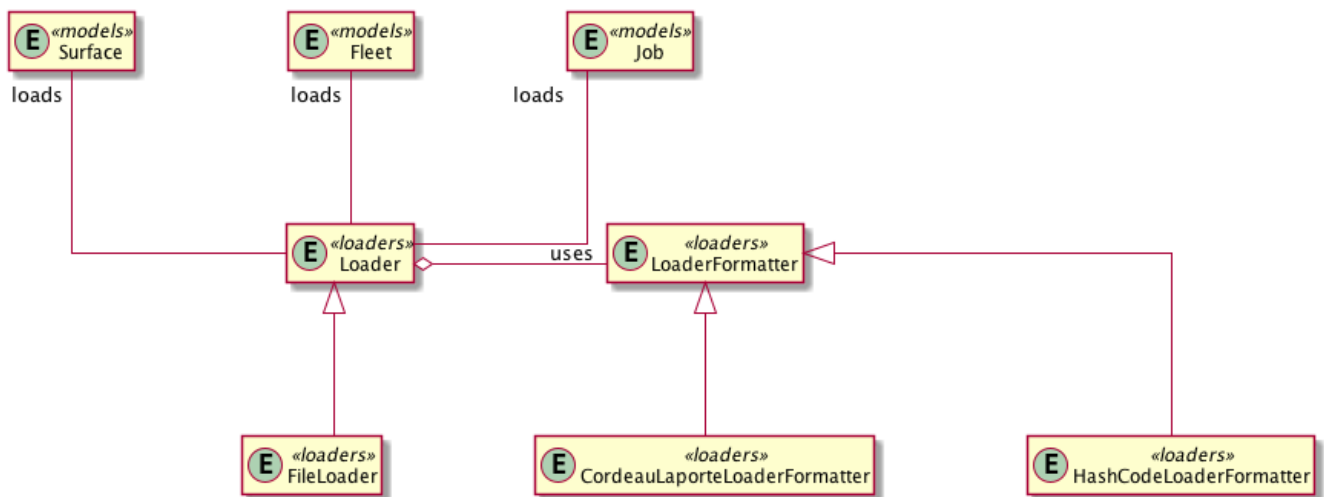 E «models»
Surface
E «models»
Fleet
E «models»
Job
loads
loads
loads
E «loaders»
Loader
uses
E «loaders»
LoaderFormatter
E «loaders»
FileLoader
E «loaders»
CordeauLaporteLoaderFormatter
E «loaders»
HashCodeLoaderFormatter